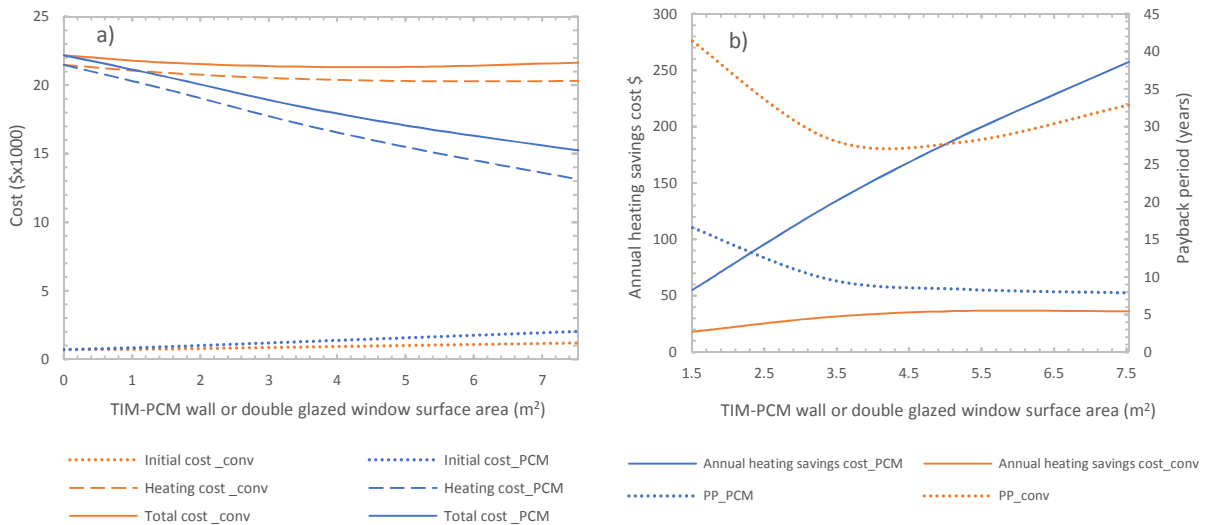 a)
25
20
15
10
5
0
Cost ($x1000)
0 1 2 3 4 5 6 7
TIM-PCM wall or double glazed window surface area (m²)
Initial cost _conv
Initial cost_PCM
Heating cost _conv
Heating cost_PCM
Total cost _conv
Total cost _PCM
b)
300
250
200
150
100
50
0
Annual heating savings cost $
45
40
35
30
25
20
15
10
5
0
Payback period (years)
1.5 2.5 3.5 4.5 5.5 6.5 7.5
TIM-PCM wall or double glazed window surface area (m²)
Annual heating savings cost_PCM
Annual heating savings cost_conv
PP_PCM
PP_conv